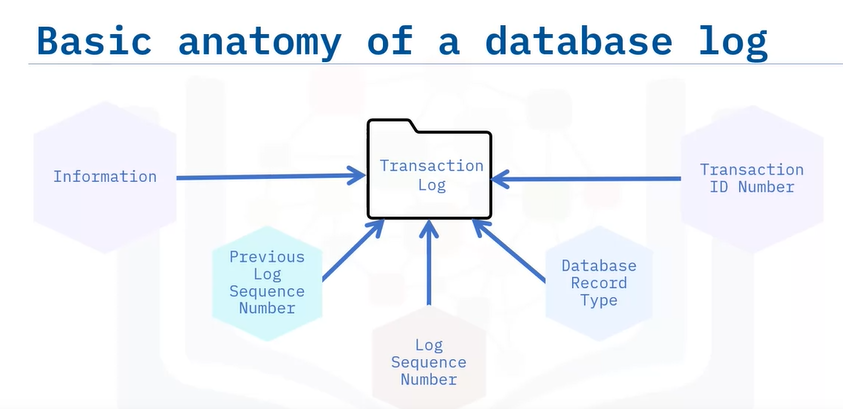 Basic anatomy of a database log
Information
Transaction
Log
Transaction
ID Number
Previous
Log
Sequence
Number
Database
Record
Type
Log
Sequence
Number